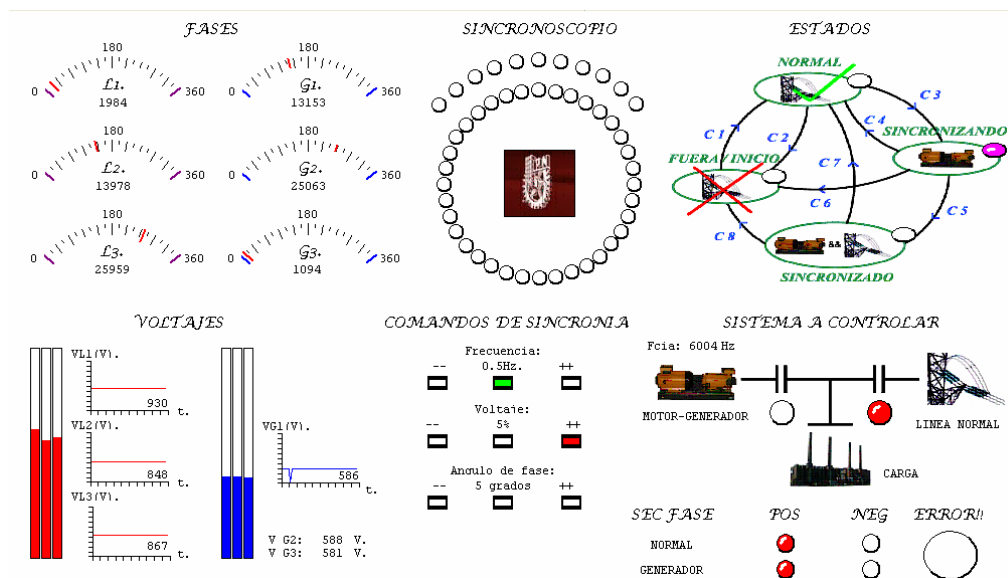 FASES
180
0
360
L1.
1984
180
0
360
G1.
13153
180
0
360
L2.
13978
180
0
360
G2.
25063
180
0
360
L3.
25959
180
0
360
G3.
1094
SINCRONOSCOPIO
ESTADOS
NORMAL
C 3
C 4
SINCRONIZANDO
C 1
C 2
C 7
FUERA / INICIO
C 6
C 5
C 8
&&
SINCRONIZADO
VOLTAJES
VL1(V).
930
t.
VL2(V).
848
t.
VL3(V).
867
t.
VG1(V).
586
t.
V G2: 588 V.
V G3: 581 V.
COMANDOS DE SINCRONIA
Frecuencia:
-- 0.5Hz. ++
Voltaje:
-- 5% ++
Angulo de fase:
-- 5 grados ++
SISTEMA A CONTROLAR
Fcia: 6004 Hz
MOTOR-GENERADOR
LINEA NORMAL
CARGA
SEC FASE POS NEG ERROR!!
NORMAL
GENERADOR